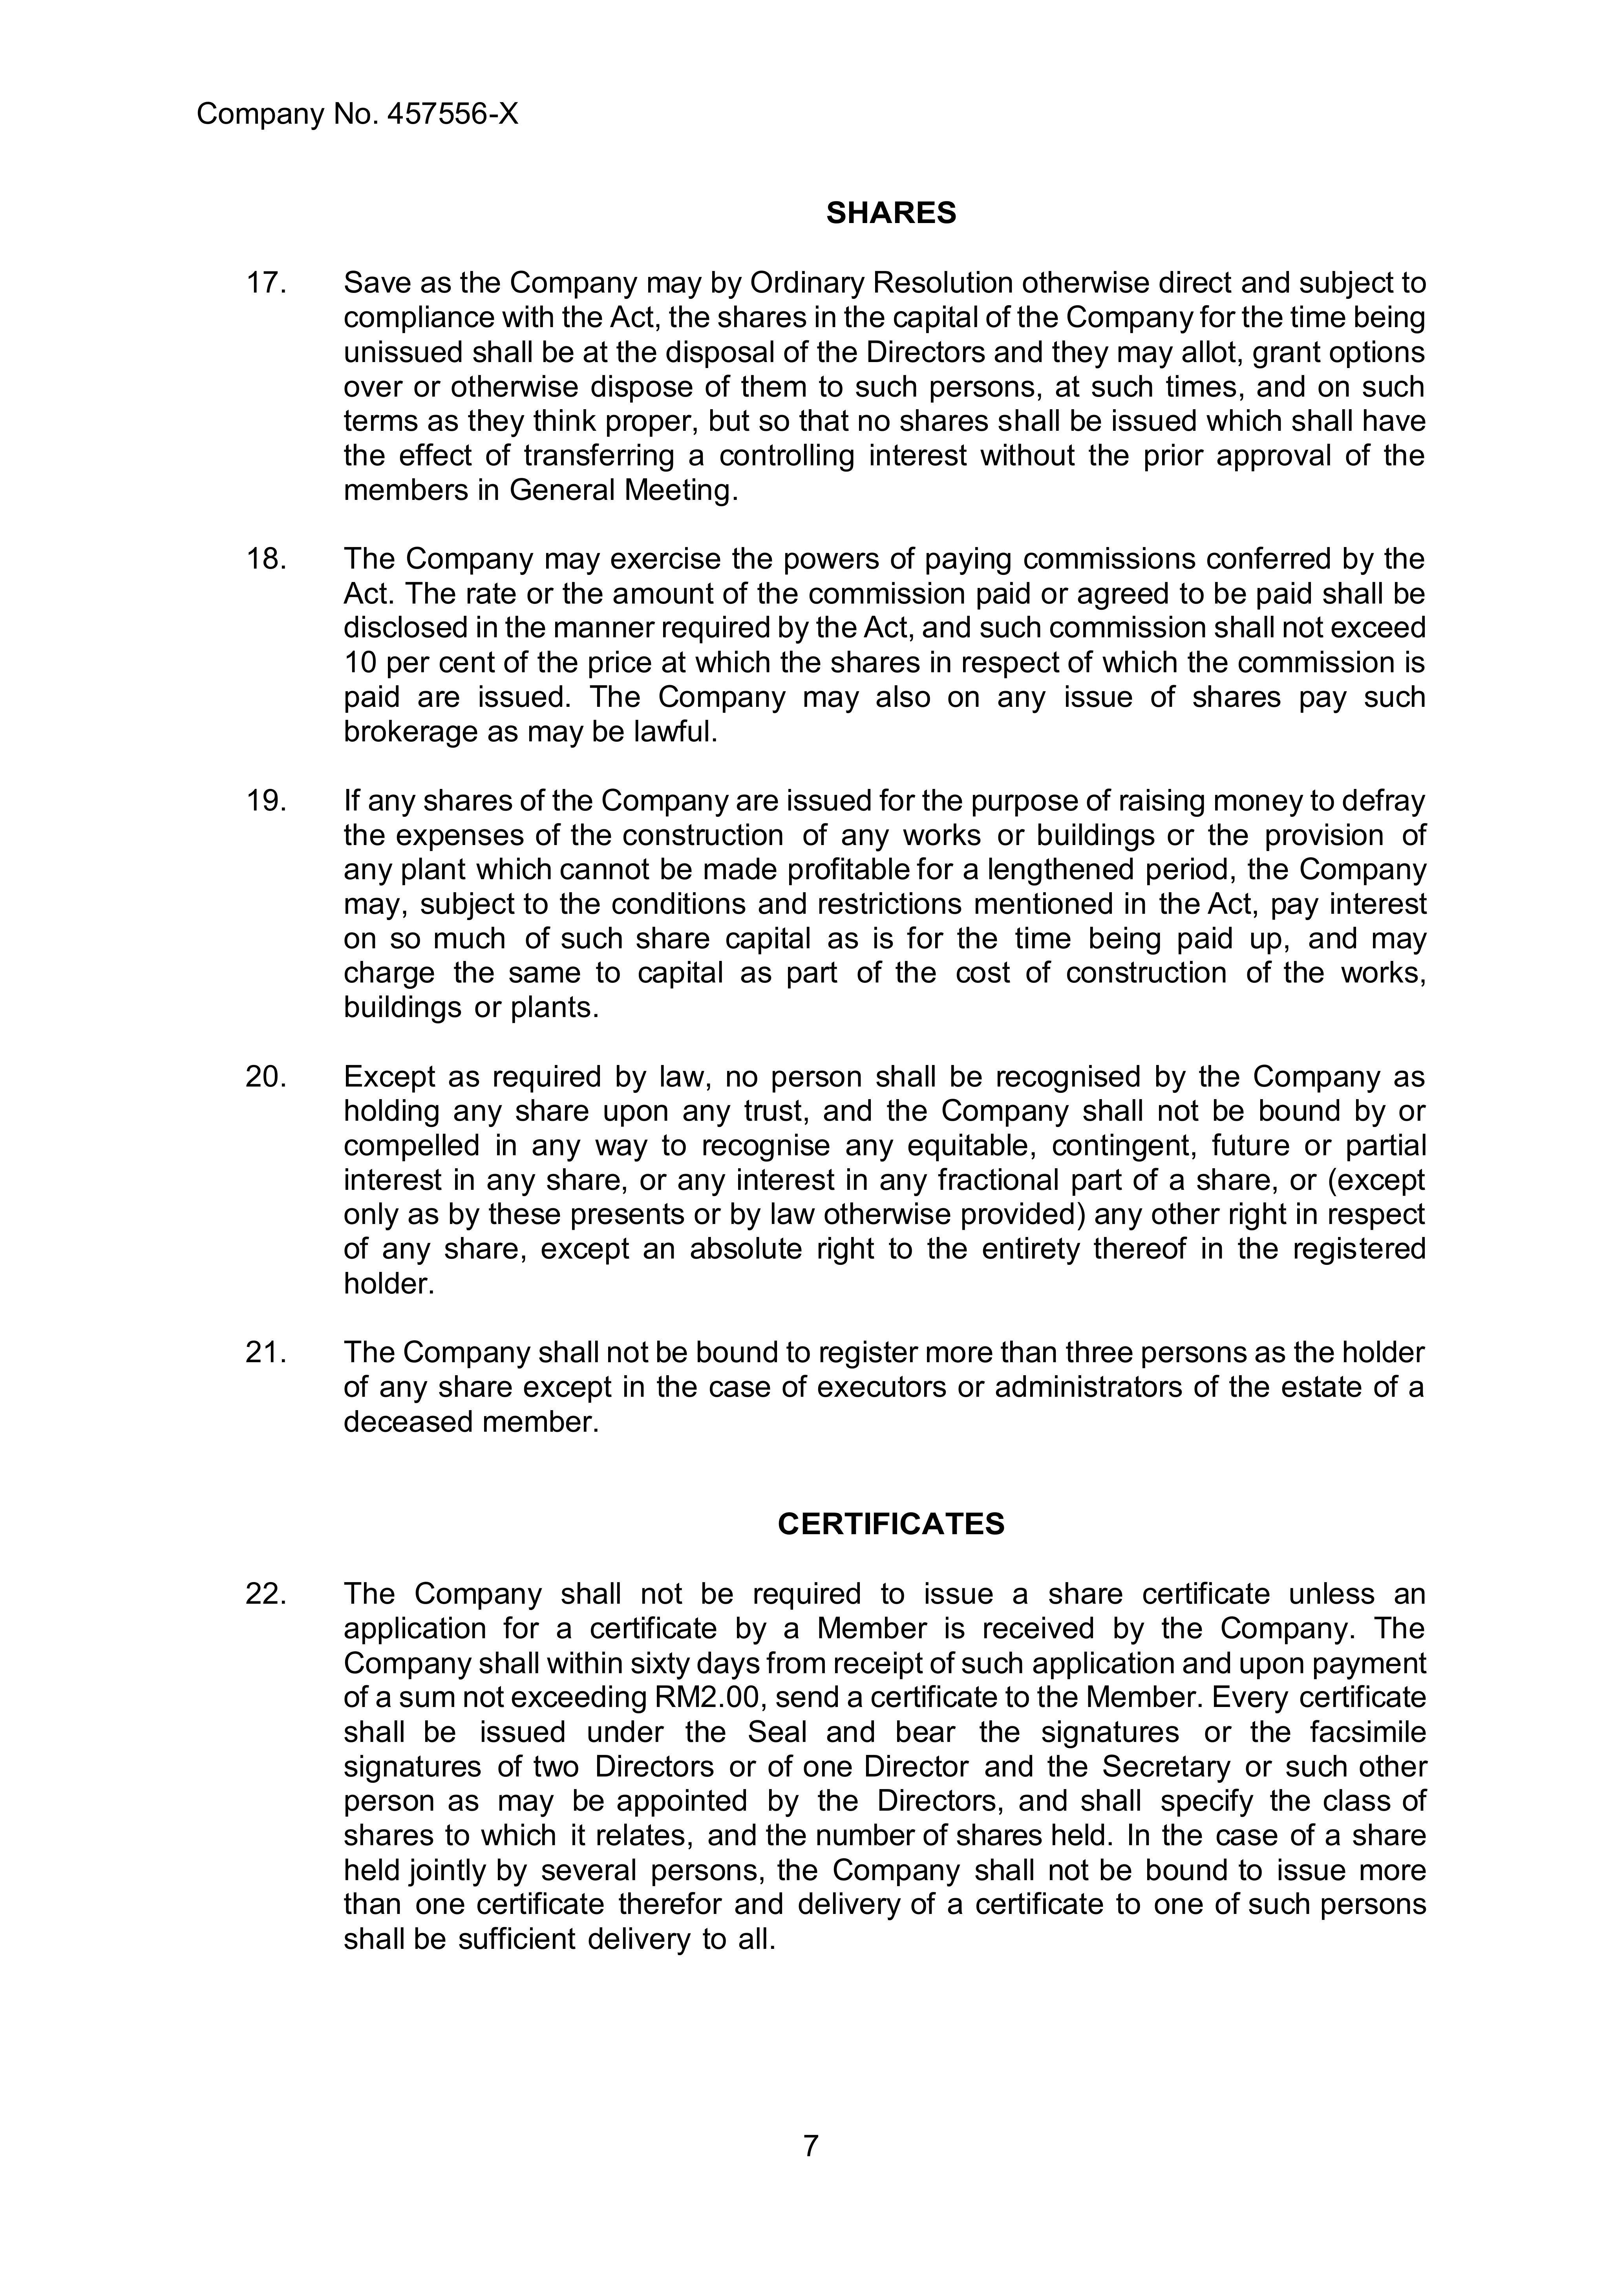 Company No. 457556-X
SHARES
17. Save as the Company may by Ordinary Resolution otherwise direct and subject to
compliance with the Act, the shares in the capital of the Company for the time being
unissued shall be at the disposal of the Directors and they may allot, grant options
over or otherwise dispose of them to such persons, at such times, and on such
terms as they think proper, but so that no shares shall be issued which shall have
the effect of transferring a controlling interest without the prior approval of the
members in General Meeting.
18. The Company may exercise the powers of paying commissions conferred by the
Act. The rate or the amount of the commission paid or agreed to be paid shall be
disclosed in the manner required by the Act, and such commission shall not exceed
10 per cent of the price at which the shares in respect of which the commission is
paid are issued. The Company may also on any issue of shares pay such
brokerage as may be lawful.
19. If any shares of the Company are issued for the purpose of raising money to defray
the expenses of the construction of any works or buildings or the provision of
any plant which cannot be made profitable for a lengthened period, the Company
may, subject to the conditions and restrictions mentioned in the Act, pay interest
on so much of such share capital as is for the time being paid up, and may
charge the same to capital as part of the cost of construction of the works,
buildings or plants.
20. Except as required by law, no person shall be recognised by the Company as
holding any share upon any trust, and the Company shall not be bound by or
compelled in any way to recognise any equitable, contingent, future or partial
interest in any share, or any interest in any fractional part of a share, or (except
only as by these presents or by law otherwise provided) any other right in respect
of any share, except an absolute right to the entirety thereof in the registered
holder.
21. The Company shall not be bound to register more than three persons as the holder
of any share except in the case of executors or administrators of the estate of a
deceased member.
CERTIFICATES
22. The Company shall not be required to issue a share certificate unless an
application for a certificate by a Member is received by the Company. The
Company shall within sixty days from receipt of such application and upon payment
of a sum not exceeding RM2.00, send a certificate to the Member. Every certificate
shall be issued under the Seal and bear the signatures or the facsimile
signatures of two Directors or of one Director and the Secretary or such other
person as may be appointed by the Directors, and shall specify the class of
shares to which it relates, and the number of shares held. In the case of a share
held jointly by several persons, the Company shall not be bound to issue more
than one certificate therefor and delivery of a certificate to one of such persons
shall be sufficient delivery to all.
7